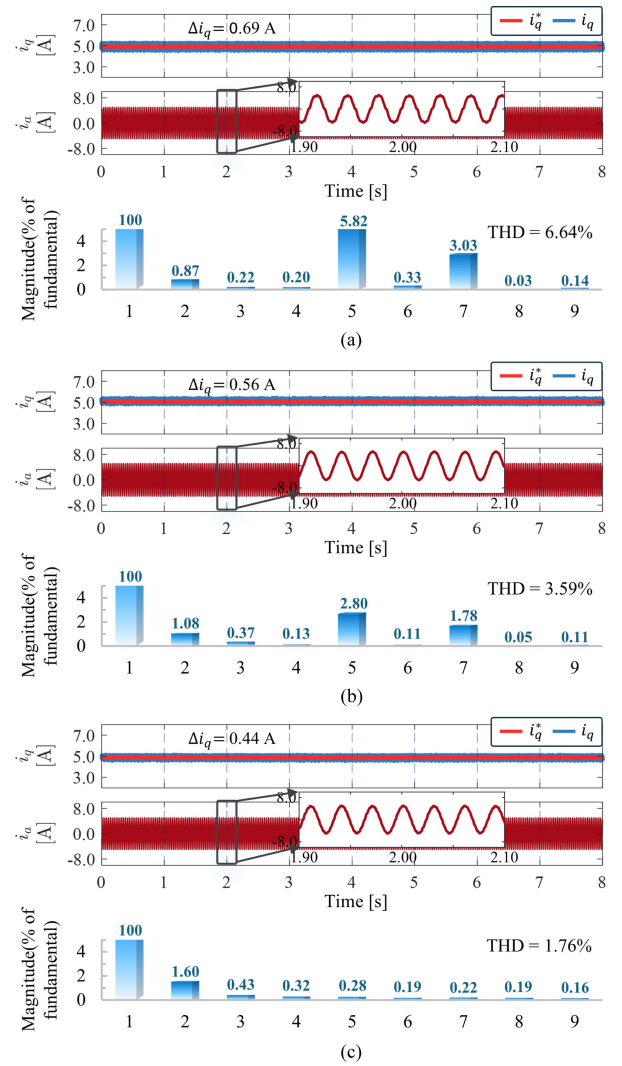 Δi_q = 0.69 A
i_q^* i_q
i_q [A]
7.0
5.0
3.0
i_a [A]
8.0
0.0
-8.0
8.0
-8.0
1.90 2.00 2.10
0 1 2 3 4 5 6 7 8
Time [s]
Magnitude(% of fundamental)
4
2
0
100 0.87 0.22 0.20 5.82 0.33 3.03 0.03 0.14
THD = 6.64%
1 2 3 4 5 6 7 8 9
(a)
Δi_q = 0.56 A
i_q^* i_q
i_q [A]
7.0
5.0
3.0
i_a [A]
8.0
0.0
-8.0
8.0
-8.0
1.90 2.00 2.10
0 1 2 3 4 5 6 7 8
Time [s]
Magnitude(% of fundamental)
4
2
0
100 1.08 0.37 0.13 2.80 0.11 1.78 0.05 0.11
THD = 3.59%
1 2 3 4 5 6 7 8 9
(b)
Δi_q = 0.44 A
i_q^* i_q
i_q [A]
7.0
5.0
3.0
i_a [A]
8.0
0.0
-8.0
8.0
-8.0
1.90 2.00 2.10
0 1 2 3 4 5 6 7 8
Time [s]
Magnitude(% of fundamental)
4
2
0
100 1.60 0.43 0.32 0.28 0.19 0.22 0.19 0.16
THD = 1.76%
1 2 3 4 5 6 7 8 9
(c)